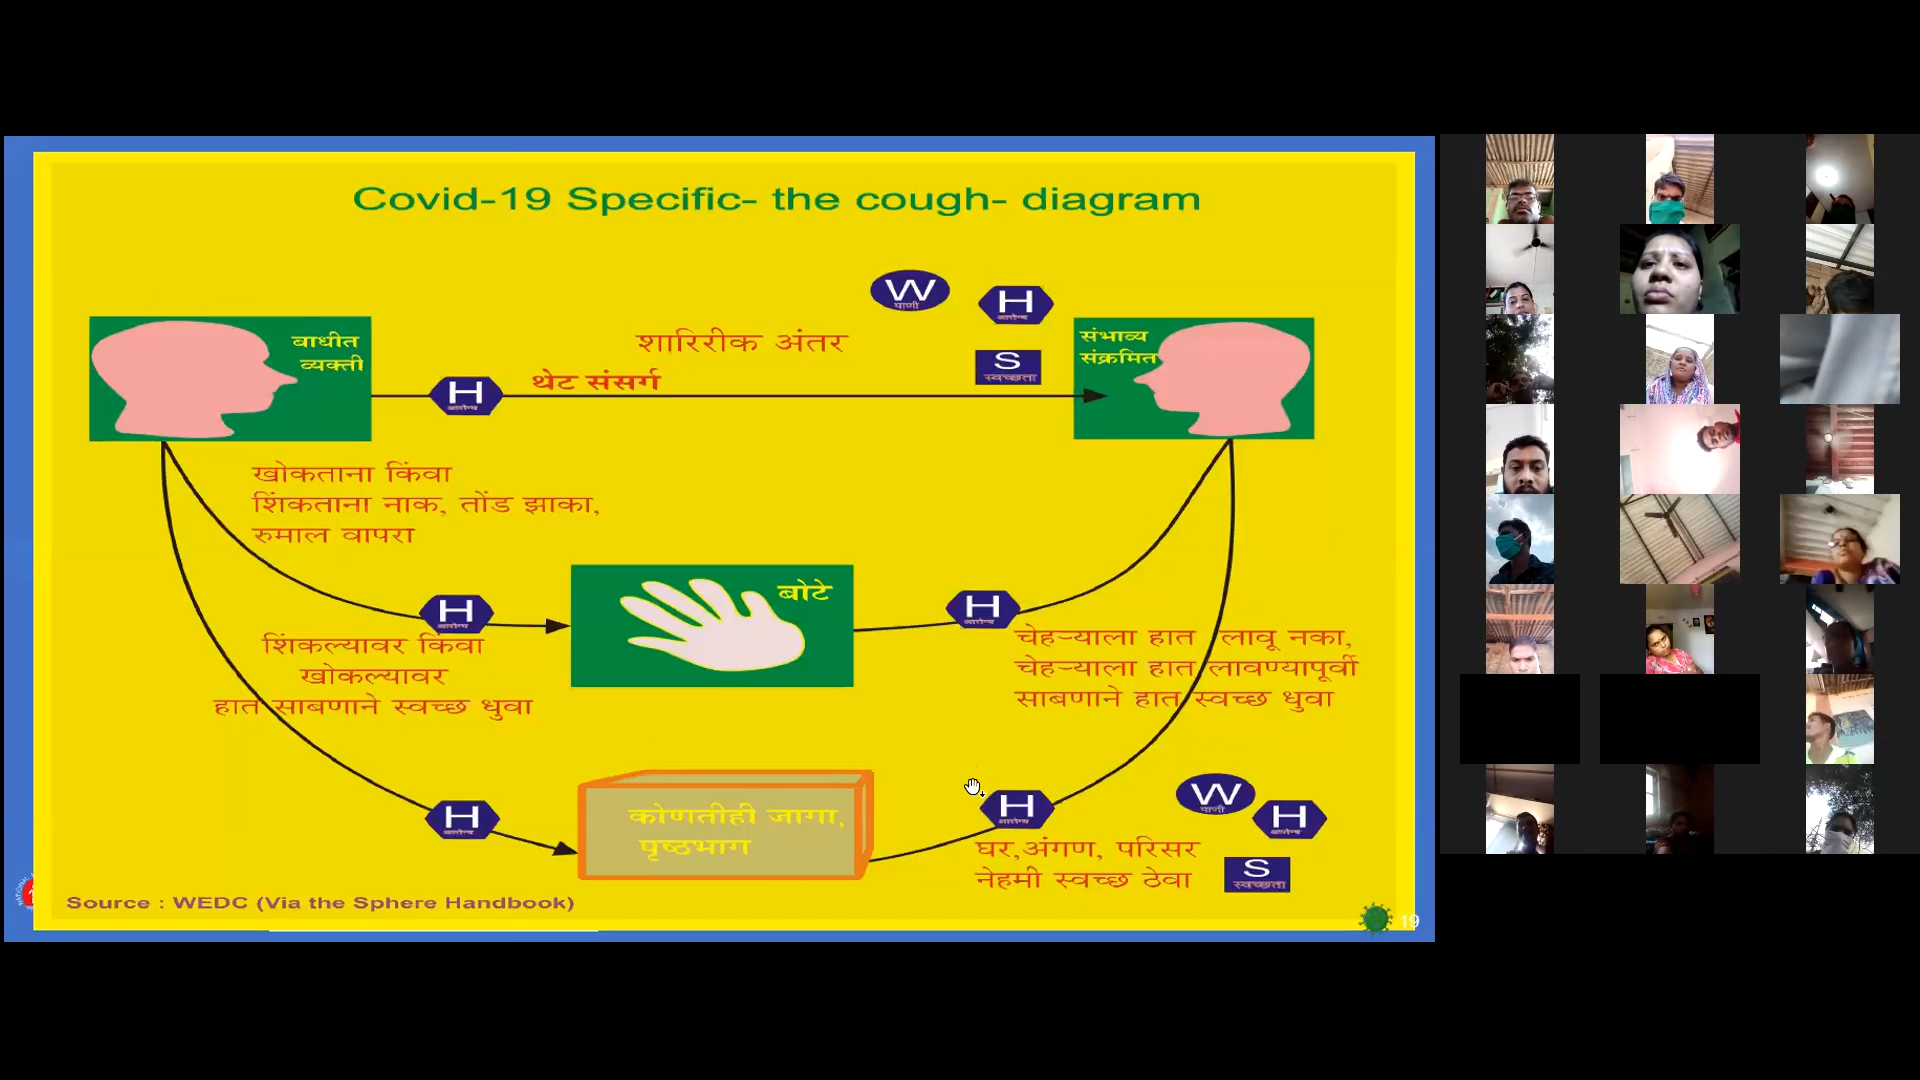 Covid-19 Specific- the cough- diagram
W
पाणी
H
आरोग्य
S
स्वच्छता
बाधीत
व्यक्ती
शारिरीक अंतर
संभाव्य
संक्रमित
H
आरोग्य
थेट संसर्ग
खोकताना किंवा
शिंकताना नाक, तोंड झाका,
रुमाल वापरा
H
आरोग्य
बोटे
H
आरोग्य
शिंकल्यावर किंवा
खोकल्यावर
हात साबणाने स्वच्छ धुवा
चेहऱ्याला हात लावू नका,
चेहऱ्याला हात लावण्यापूर्वी
साबणाने हात स्वच्छ धुवा
H
आरोग्य
कोणतीही जागा,
पृष्ठभाग
H
आरोग्य
W
पाणी
H
आरोग्य
घर,अंगण, परिसर
नेहमी स्वच्छ ठेवा
S
स्वच्छता
Source : WEDC (Via the Sphere Handbook)
19